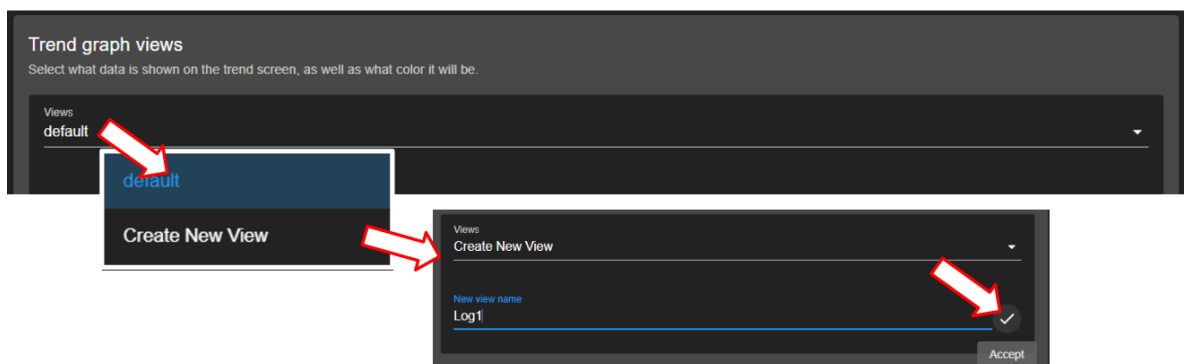 Trend graph views
Select what data is shown on the trend screen, as well as what color it will be.
Views
default
default
Create New View
Views
Create New View
New view name
Log1
Accept